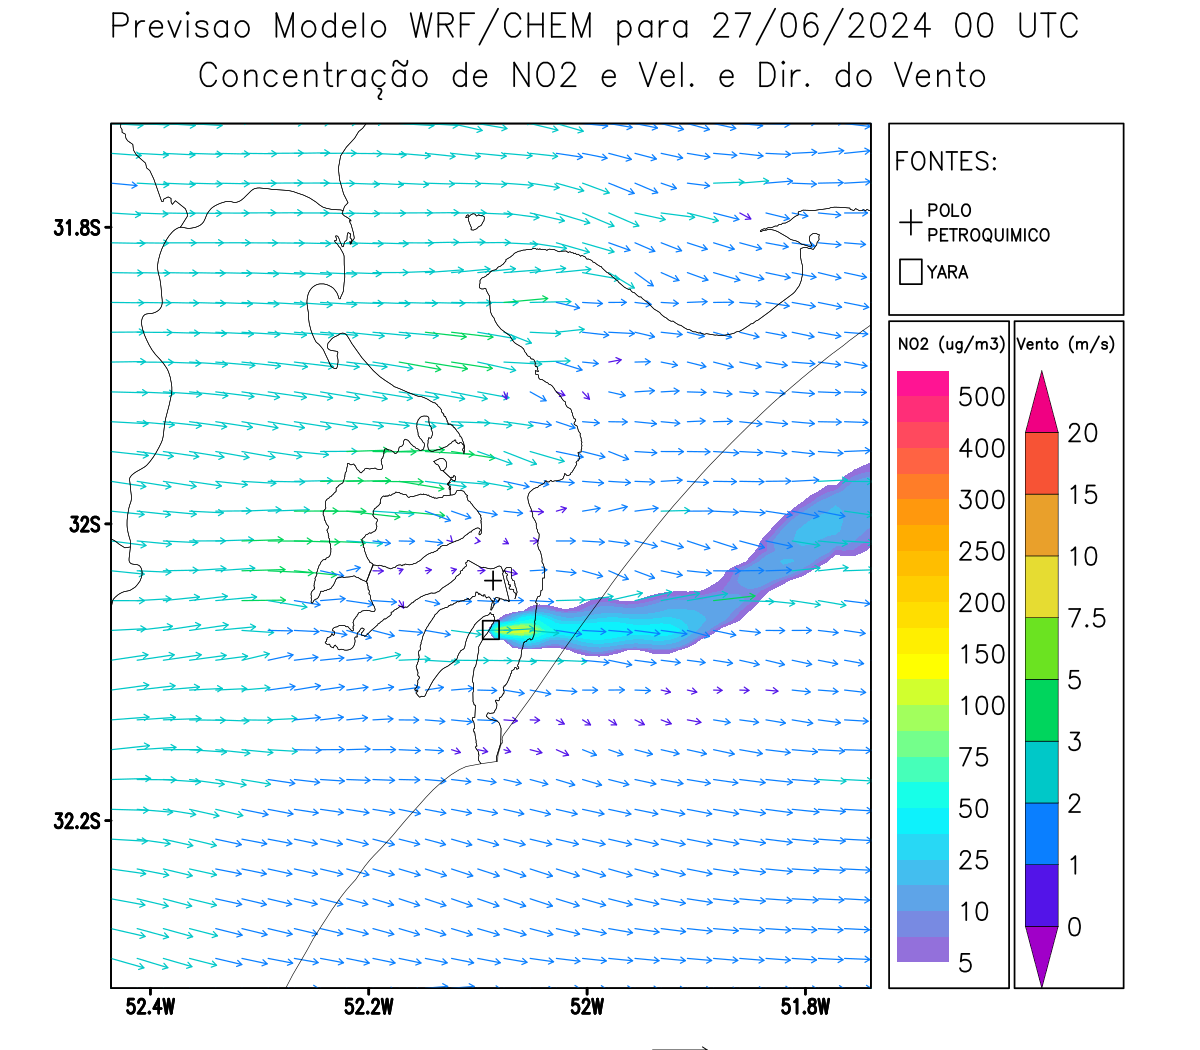 Previsao Modelo WRF/CHEM para 27/06/2024 00 UTC
Concentração de NO2 e Vel. e Dir. do Vento
FONTES:
POLO
PETROQUIMICO
YARA
31.8S
32S
32.2S
52.4W
52.2W
52W
51.8W
NO2 (ug/m3)
500
400
300
250
200
150
100
75
50
25
10
5
Vento (m/s)
20
15
10
7.5
5
3
2
1
0